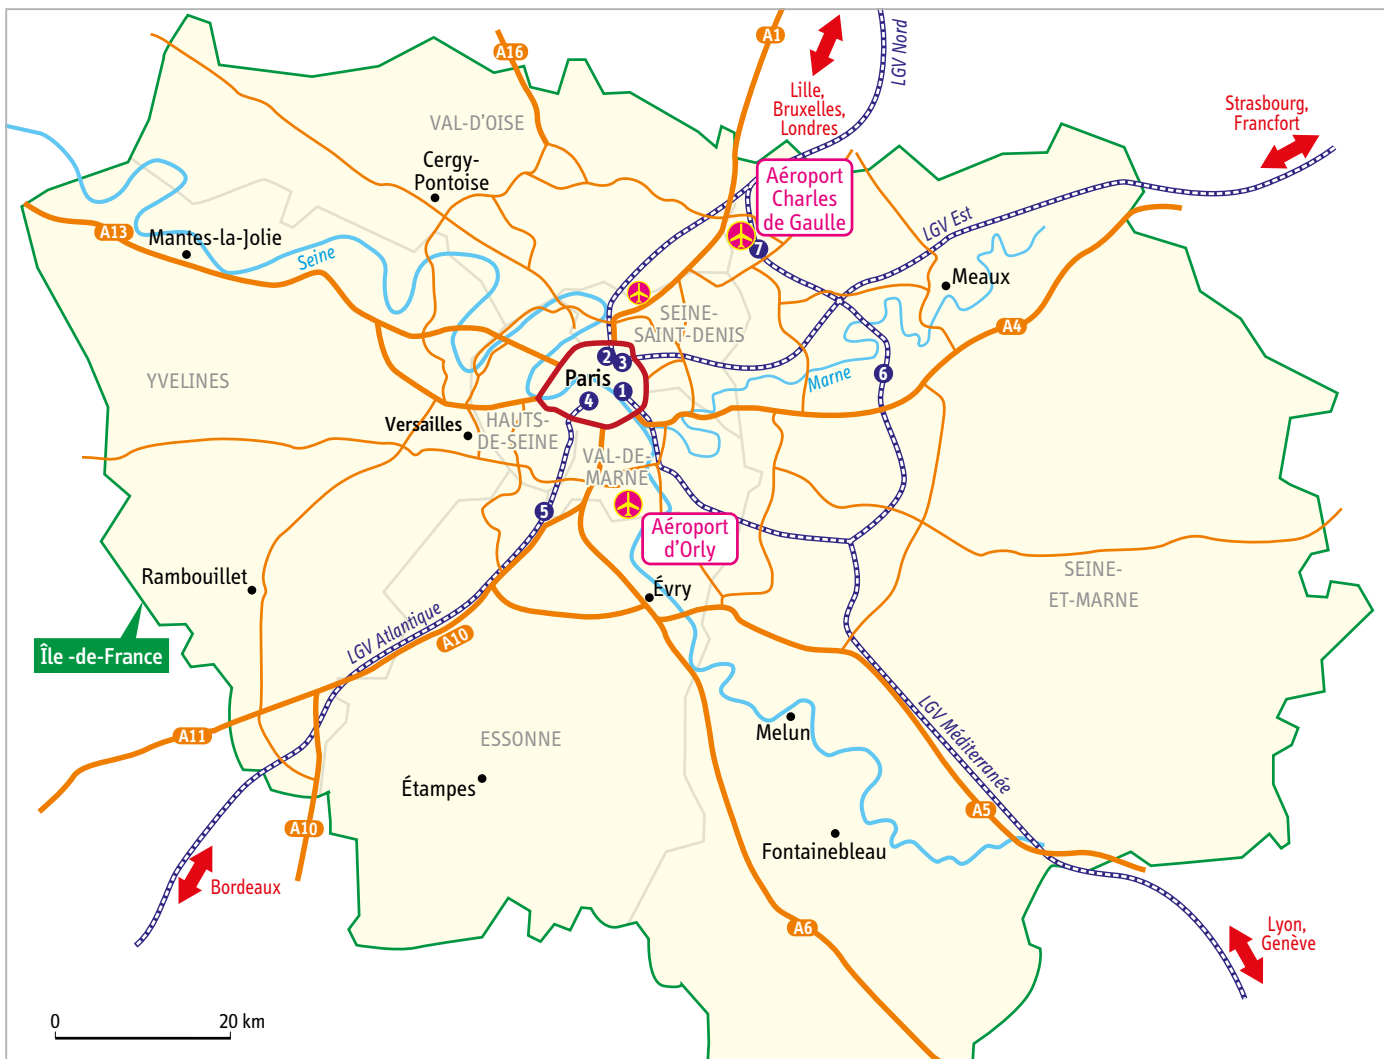 A16
A1
LGV Nord
Lille,
Bruxelles,
Londres
Strasbourg,
Francfort
VAL-D'OISE
Cergy-
Pontoise
Aéroport
Charles
de Gaulle
A13
Mantes-la-Jolie
Seine
LGV Est
7
Meaux
SEINE-
SAINT-DENIS
A4
2
3
Paris
1
4
YVELINES
Marne
6
Versailles
HAUTS-
DE-SEINE
VAL-DE-
MARNE
5
Aéroport
d'Orly
Rambouillet
Évry
SEINE-
ET-MARNE
Île -de-France
LGV Atlantique
A10
A11
ESSONNE
Melun
LGV Méditerranée
Étampes
A5
A10
Fontainebleau
Bordeaux
A6
Lyon,
Genève
0
20 km